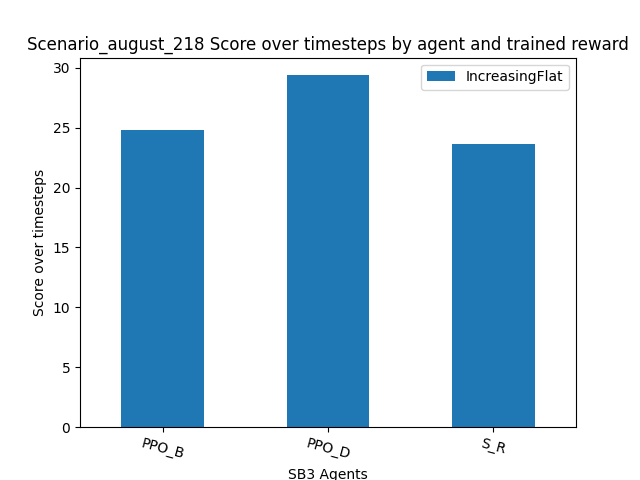 Scenario_august_218 Score over timesteps by agent and trained reward
IncreasingFlat
Score over timesteps
30
25
20
15
10
5
0
PPO_B
PPO_D
S_R
SB3 Agents